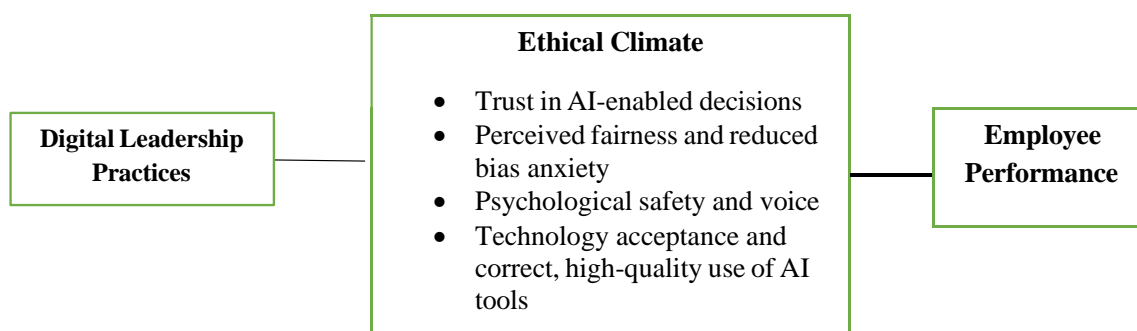 Digital Leadership
Practices
Ethical Climate
• Trust in AI-enabled decisions
• Perceived fairness and reduced
bias anxiety
• Psychological safety and voice
• Technology acceptance and
correct, high-quality use of AI
tools
Employee
Performance